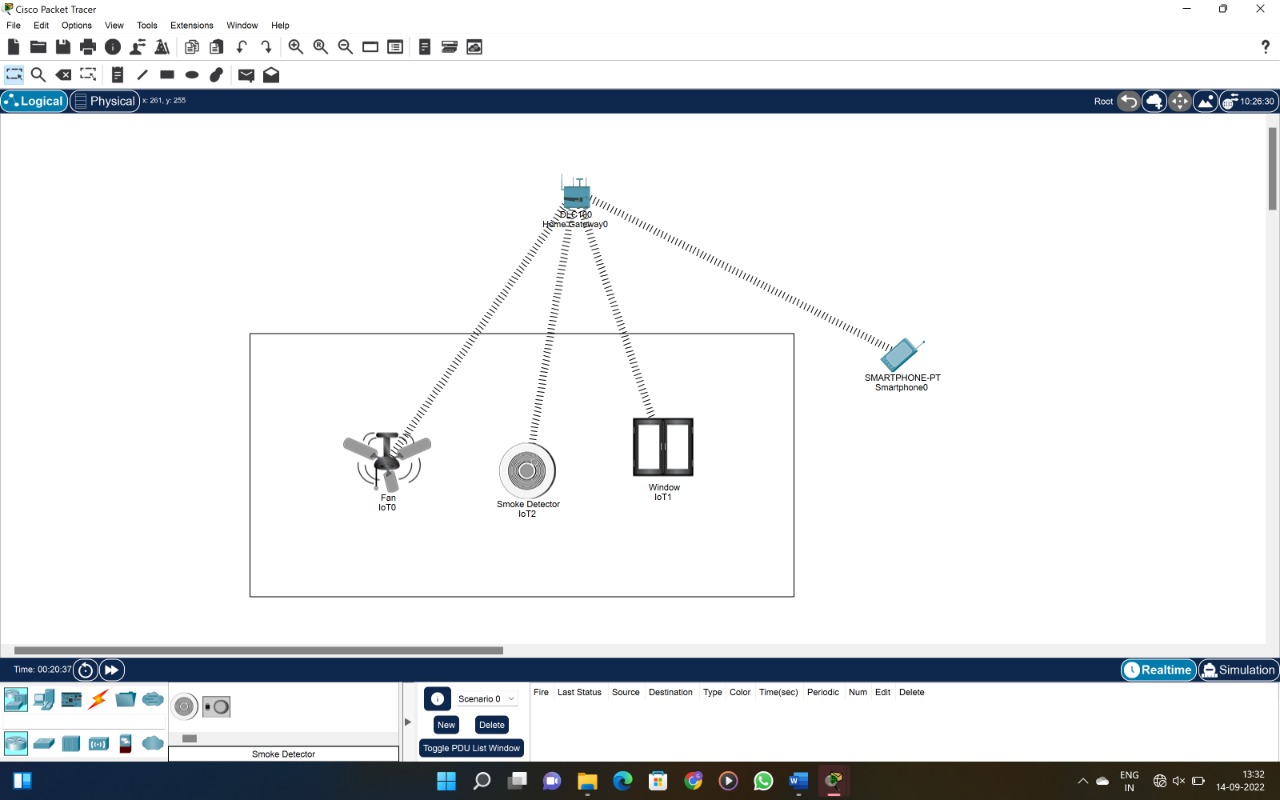 Cisco Packet Tracer
File Edit Options View Tools Extensions Window Help
Logical Physical x: 261, y: 255 Root 10:26:30
DLC100
Home Gateway0
SMARTPHONE-PT
Smartphone0
Fan
IoT0
Smoke Detector
IoT2
Window
IoT1
Time: 00:20:37 Realtime Simulation
Scenario 0 Fire Last Status Source Destination Type Color Time(sec) Periodic Num Edit Delete
New Delete
Toggle PDU List Window
Smoke Detector
ENG
IN
13:32
14-09-2022